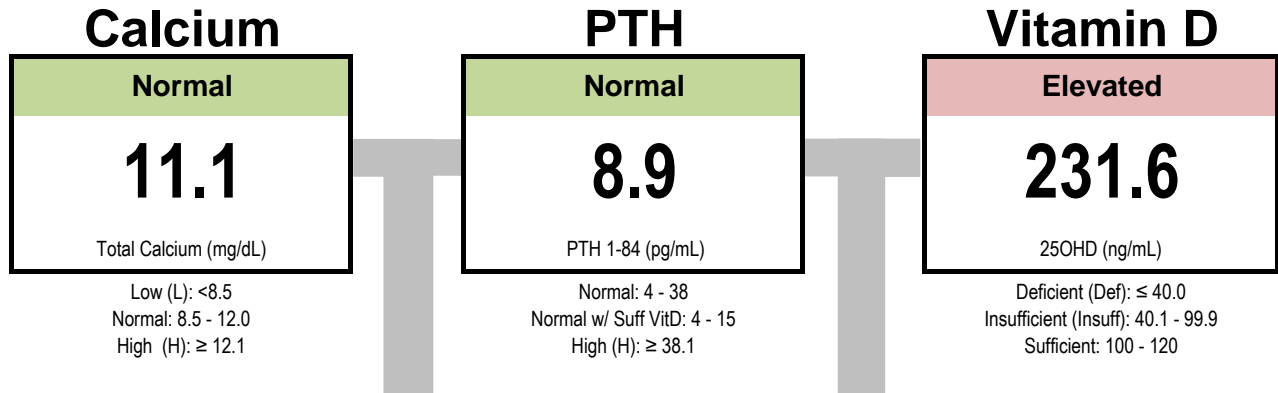 Calcium
Normal
11.1
Total Calcium (mg/dL)
Low (L): <8.5
Normal: 8.5 - 12.0
High (H): ≥ 12.1
PTH
Normal
8.9
PTH 1-84 (pg/mL)
Normal: 4 - 38
Normal w/ Suff VitD: 4 - 15
High (H): ≥ 38.1
Vitamin D
Elevated
231.6
25OHD (ng/mL)
Deficient (Def): ≤ 40.0
Insufficient (Insuff): 40.1 - 99.9
Sufficient: 100 - 120